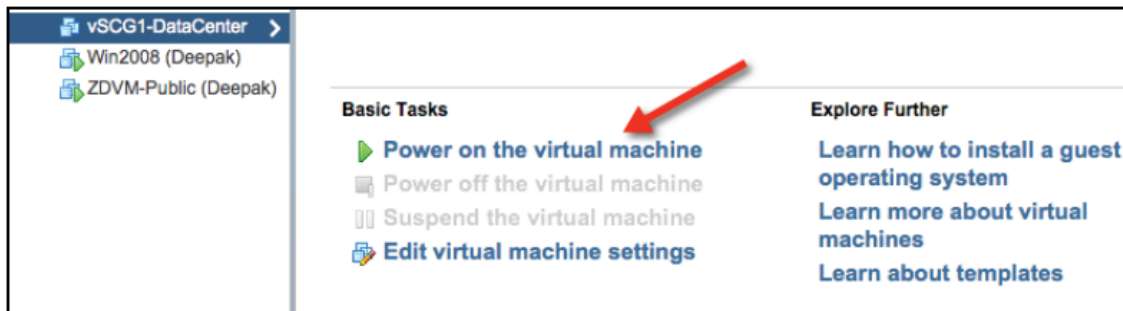 vSCG1-DataCenter
Win2008 (Deepak)
ZDVM-Public (Deepak)
Basic Tasks
Power on the virtual machine
Power off the virtual machine
Suspend the virtual machine
Edit virtual machine settings
Explore Further
Learn how to install a guest
operating system
Learn more about virtual
machines
Learn about templates